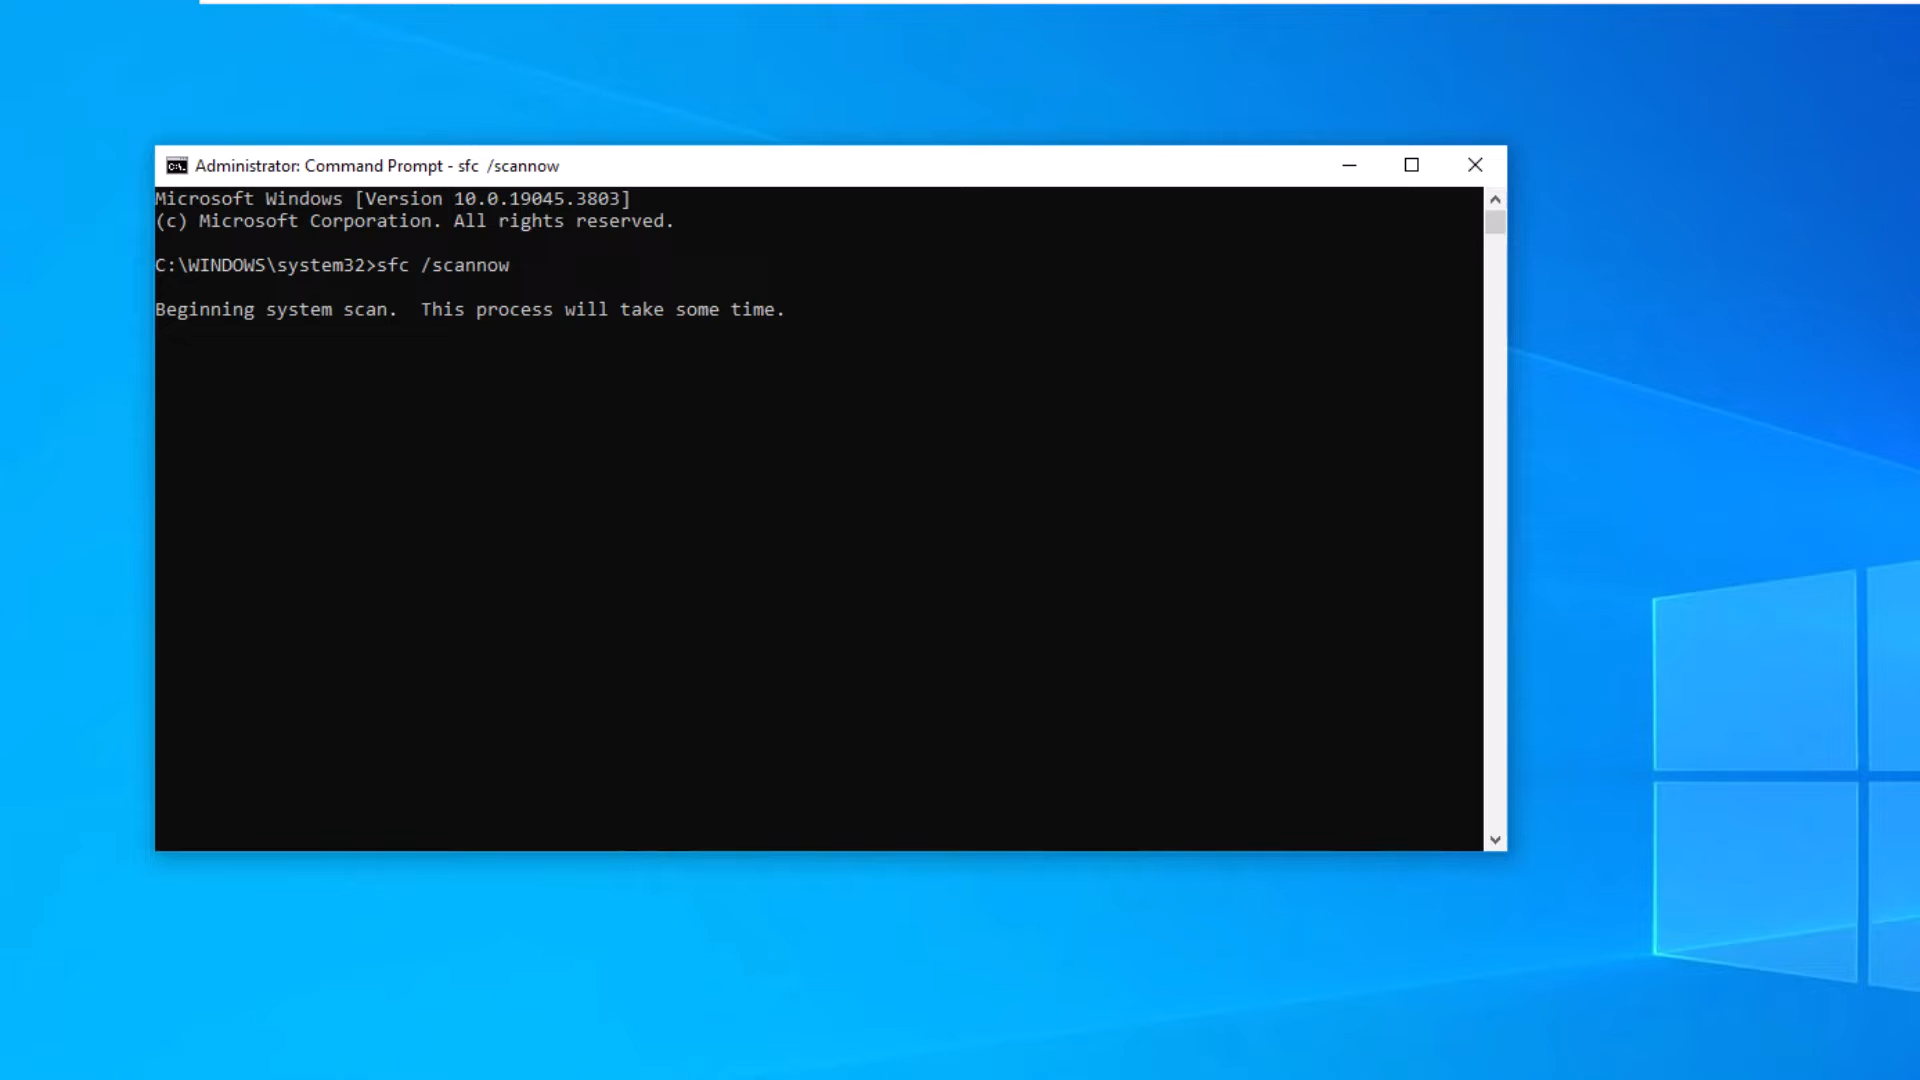 Administrator: Command Prompt - sfc  /scannow
Microsoft Windows [Version 10.0.19045.3803]
(c) Microsoft Corporation. All rights reserved.
C:\WINDOWS\system32>sfc /scannow
Beginning system scan.  This process will take some time.